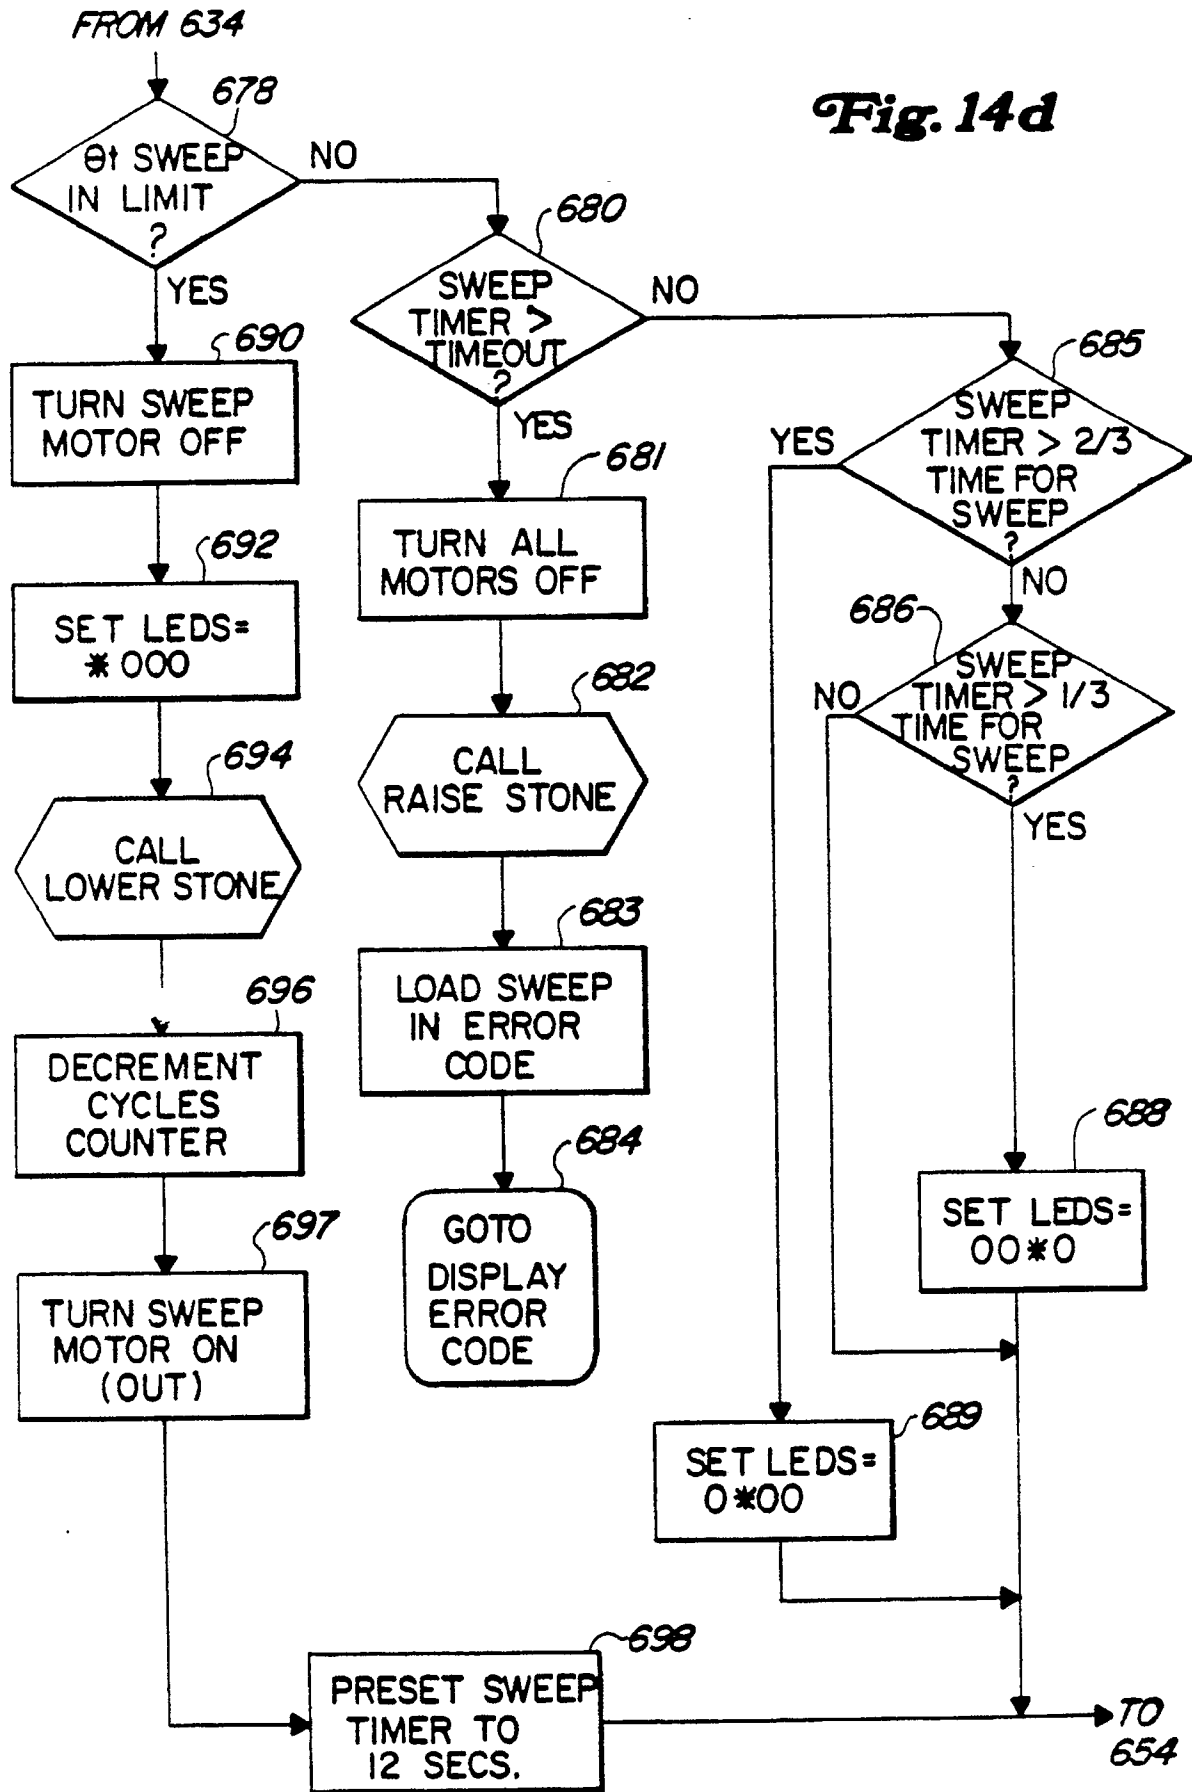 FROM 634
Fig. 14d
678
θt SWEEP
IN LIMIT
?
NO
YES
680
SWEEP
TIMER >
TIMEOUT
?
NO
YES
685
SWEEP
TIMER > 2/3
TIME FOR
SWEEP
?
YES
NO
686
SWEEP
TIMER > 1/3
TIME FOR
SWEEP
?
NO
YES
690
TURN SWEEP
MOTOR OFF
692
SET LEDS=
*000
694
CALL
LOWER STONE
696
DECREMENT
CYCLES
COUNTER
697
TURN SWEEP
MOTOR ON
(OUT)
681
TURN ALL
MOTORS OFF
682
CALL
RAISE STONE
683
LOAD SWEEP
IN ERROR
CODE
684
GOTO
DISPLAY
ERROR
CODE
688
SET LEDS=
00*0
689
SET LEDS=
0*00
698
PRESET SWEEP
TIMER TO
12 SECS.
TO
654